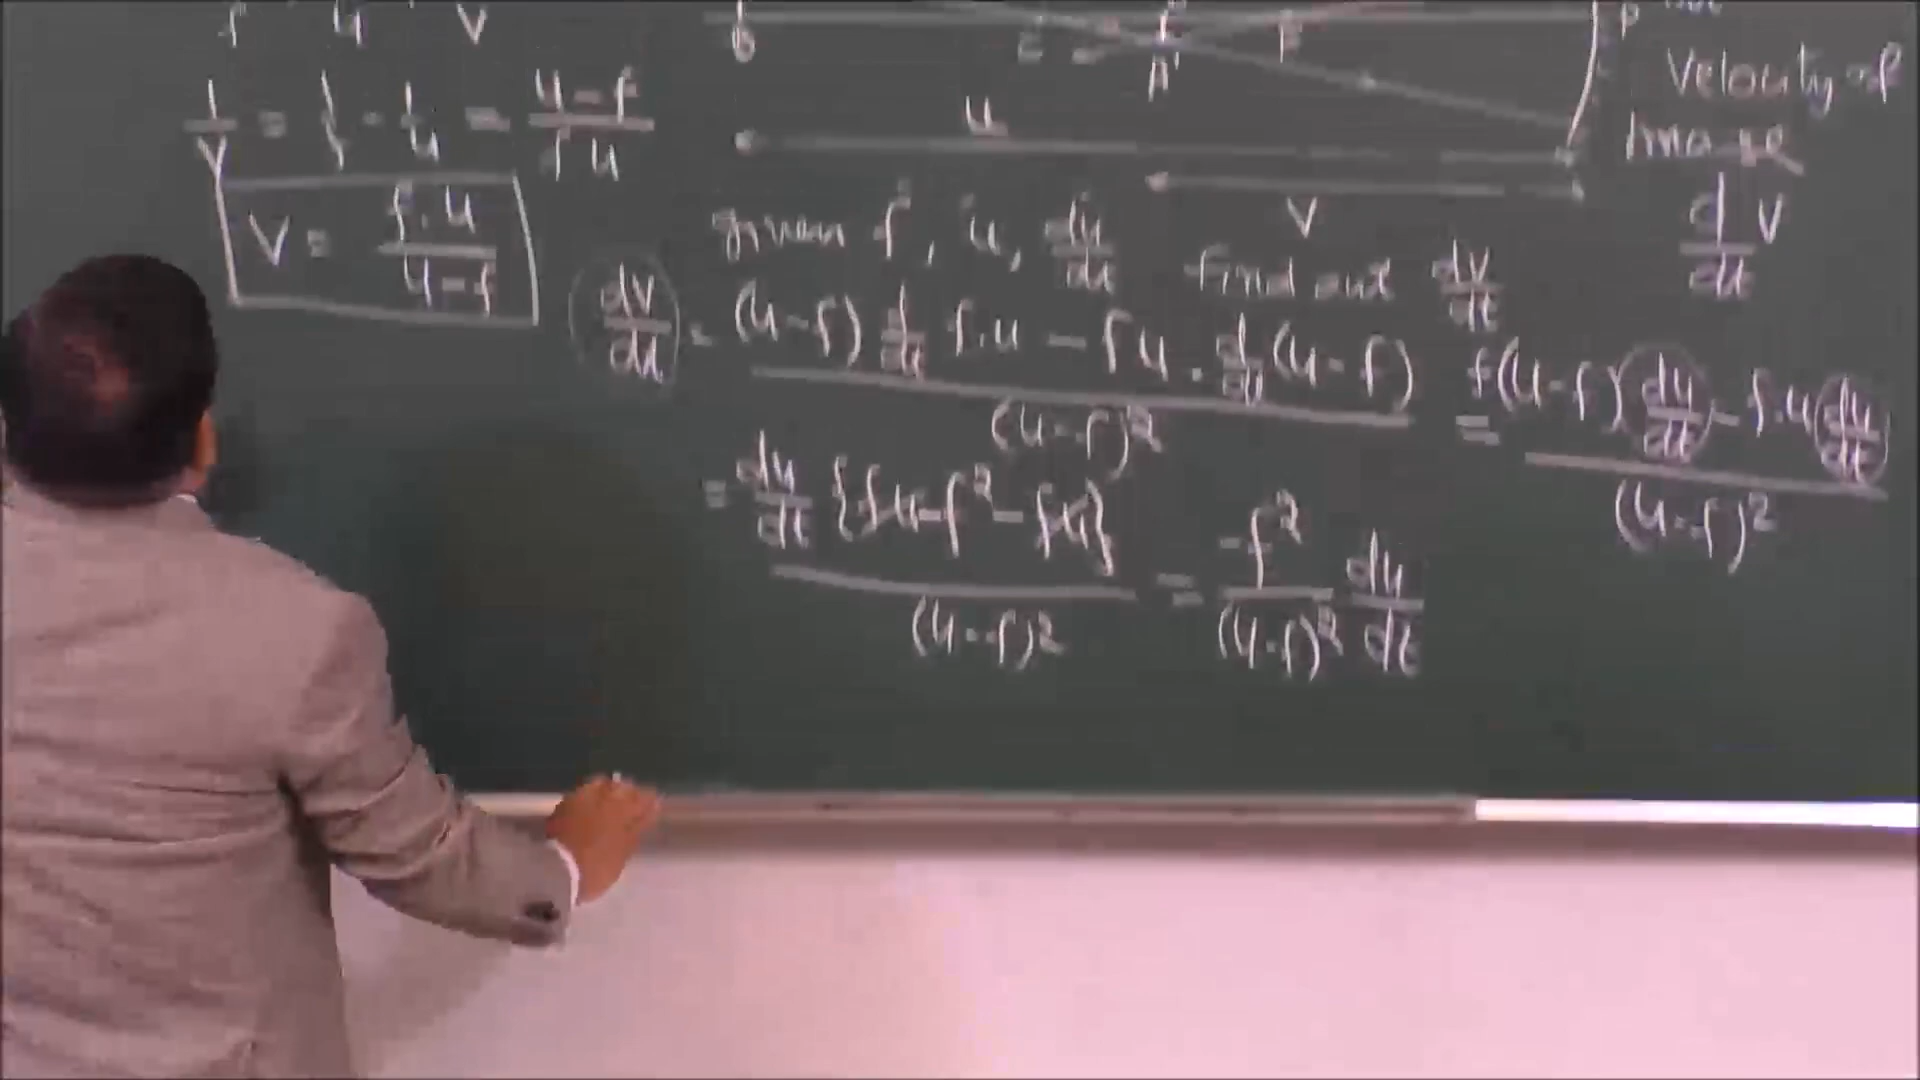 f u v
1/v = 1/f - 1/u = u-f / f u
v = f.u / u-f
B C A' F P
u
v
Velocity of
Image
d/dt v
given f, u, du/dt Find out dv/dt
dv/dt = (u-f) d/dt f.u - f u . d/dt (u-f) / (u-f)² = f(u-f) du/dt - f.u du/dt / (u-f)²
= du/dt {fu-f²-fu} / (u-f)² = -f² / (u-f)² du/dt